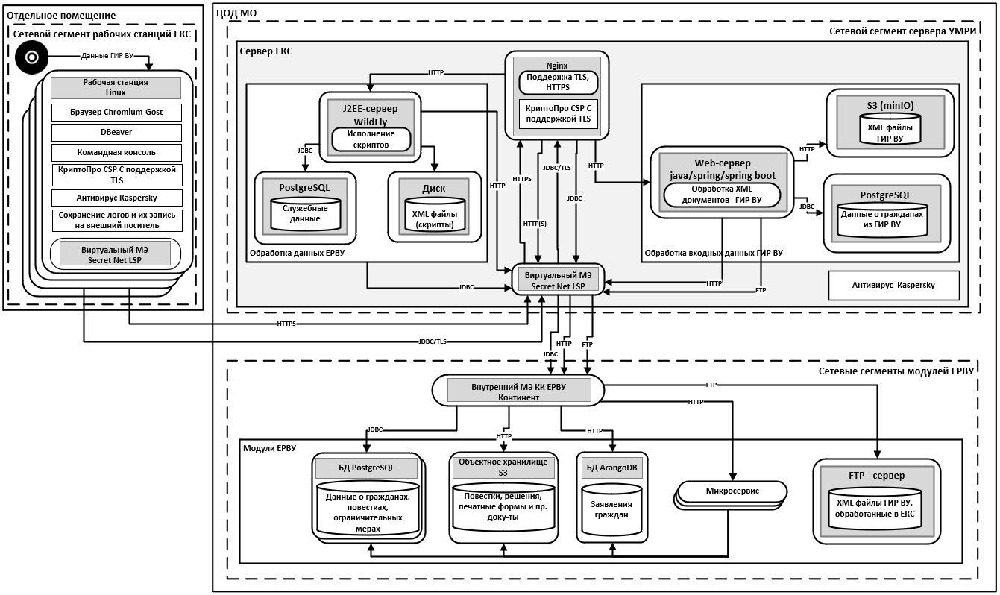 Отдельное помещение
Сетевой сегмент рабочих станций ЕКС
Данные ГИР ВУ
Рабочая станция
Linux
Браузер Chromium-Gost
DBeaver
Командная консоль
КриптоПро CSP С поддержкой
TLS
Антивирус Kaspersky
Сохранение логов и их запись
на внешний поситель
Виртуальный МЭ
Secret Net LSP
ЦОД МО
Сетевой сегмент сервера УМРИ
Сервер ЕКС
HTTP
Nginx
Поддержка TLS,
HTTPS
КриптоПро CSP С
поддержкой TLS
J2EE-сервер
WildFly
Исполнение
скриптов
JDBC
PostgreSQL
Служебные
данные
Диск
XML файлы
(скрипты)
Обработка данных ЕРВУ
HTTP
HTTPS
HTTP(S)
JDBC/TLS
JDBC
HTTP
Web-сервер
java/spring/spring boot
Обработка XML
документов ГИР ВУ
HTTP
S3 (minIO)
XML файлы
ГИР ВУ
JDBC
PostgreSQL
Данные о гражданах
из ГИР ВУ
Обработка входных данных ГИР ВУ
Виртуальный МЭ
Secret Net LSP
JDBC
HTTP
FTP
Антивирус Kaspersky
HTTPS
JDBC/TLS
JDBC
HTTP
FTP
Сетевые сегменты модулей ЕРВУ
Внутренний МЭ КК ЕРВУ
Континент
FTP
HTTP
JDBC
HTTP
HTTP
Модули ЕРВУ
БД PostgreSQL
Данные о гражданах,
повестках,
ограничительных
мерах
Объектное хранилище
S3
Повестки, решения,
печатные формы и пр.
доку-ты
БД ArangoDB
Заявления
граждан
Микросервис
FTP - сервер
XML файлы ГИР ВУ,
обработанные в ЕКС